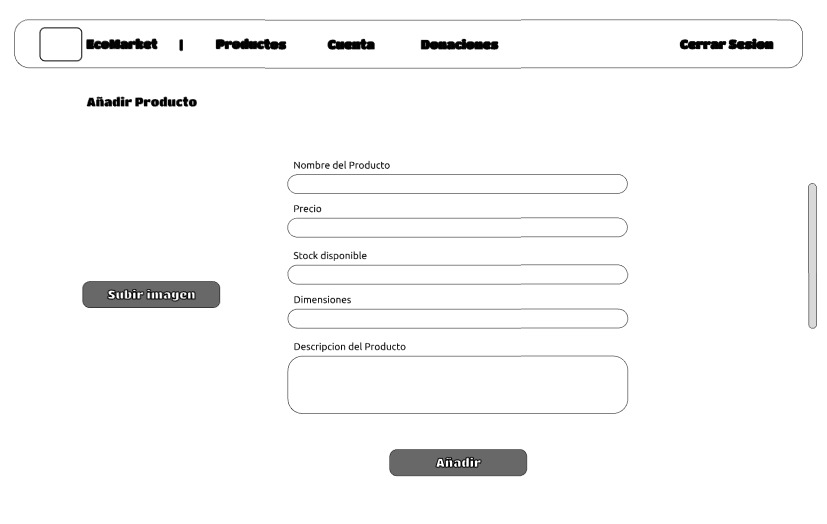 EcoMarket | Productos Cuenta Donaciones Cerrar Sesion
Añadir Producto
Nombre del Producto
Precio
Stock disponible
Subir imagen
Dimensiones
Descripcion del Producto
Añadir